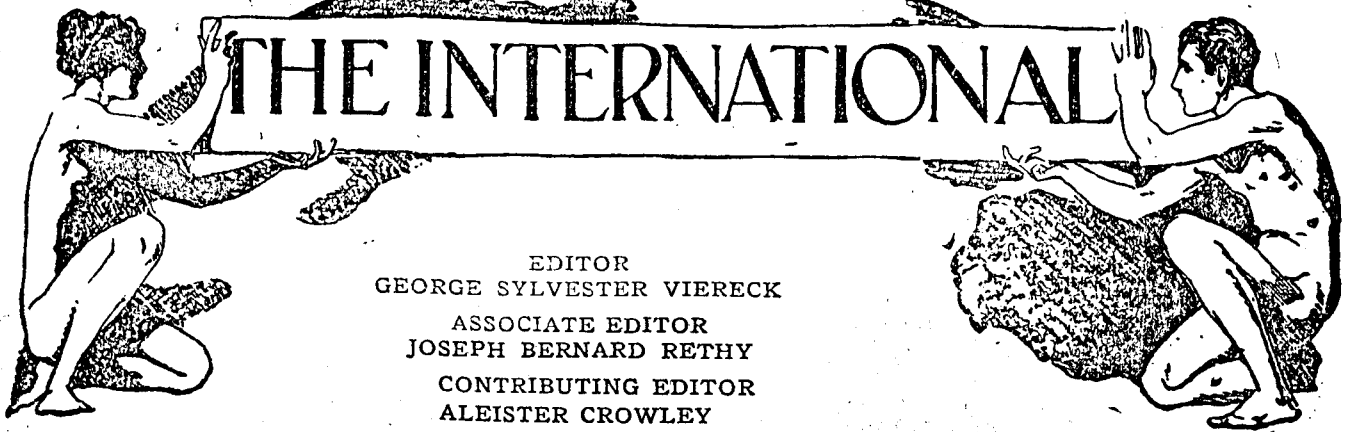 THE INTERNATIONAL
EDITOR
GEORGE SYLVESTER VIERECK
ASSOCIATE EDITOR
JOSEPH BERNARD RETHY
CONTRIBUTING EDITOR
ALEISTER CROWLEY